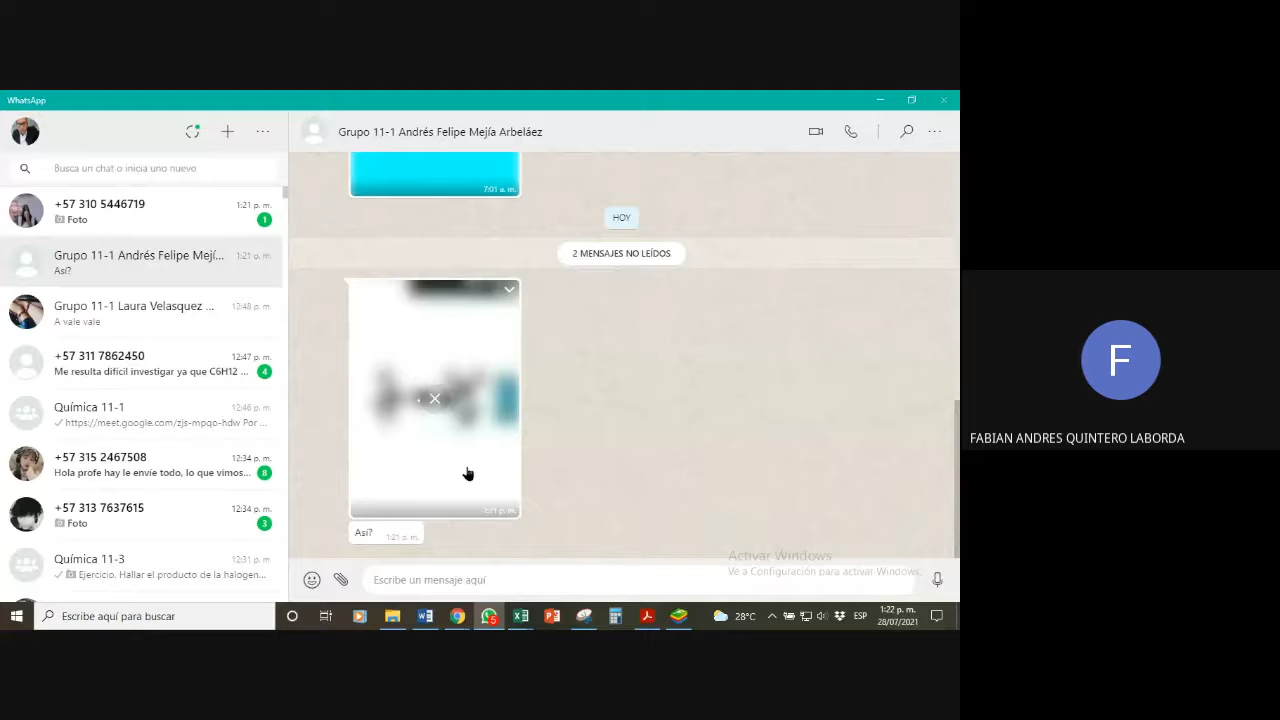 WhatsApp
Grupo 11-1 Andrés Felipe Mejía Arbeláez
Busca un chat o inicia uno nuevo
+57 310 5446719
1:21 p. m.
Foto
1
Grupo 11-1 Andrés Felipe Mejí...
1:21 p. m.
Así?
Grupo 11-1 Laura Velasquez ...
12:48 p. m.
A vale vale
+57 311 7862450
12:47 p. m.
Me resulta difícil investigar ya que C6H12 ...
4
Química 11-1
12:46 p. m.
https://meet.google.com/zjs-mpqo-hdw Por ...
+57 315 2467508
12:34 p. m.
Hola profe hay le envíe todo, lo que vimos...
8
+57 313 7637615
12:34 p. m.
Foto
3
Química 11-3
12:31 p. m.
Ejercicio. Hallar el producto de la halogen...
7:01 a. m.
HOY
2 MENSAJES NO LEÍDOS
1:21 p. m.
Así?
1:21 p. m.
Activar Windows
Ve a Configuración para activar Windows.
Escribe un mensaje aquí
Escribe aquí para buscar
5
28°C
ESP
1:22 p. m.
28/07/2021
F
FABIAN ANDRES QUINTERO LABORDA